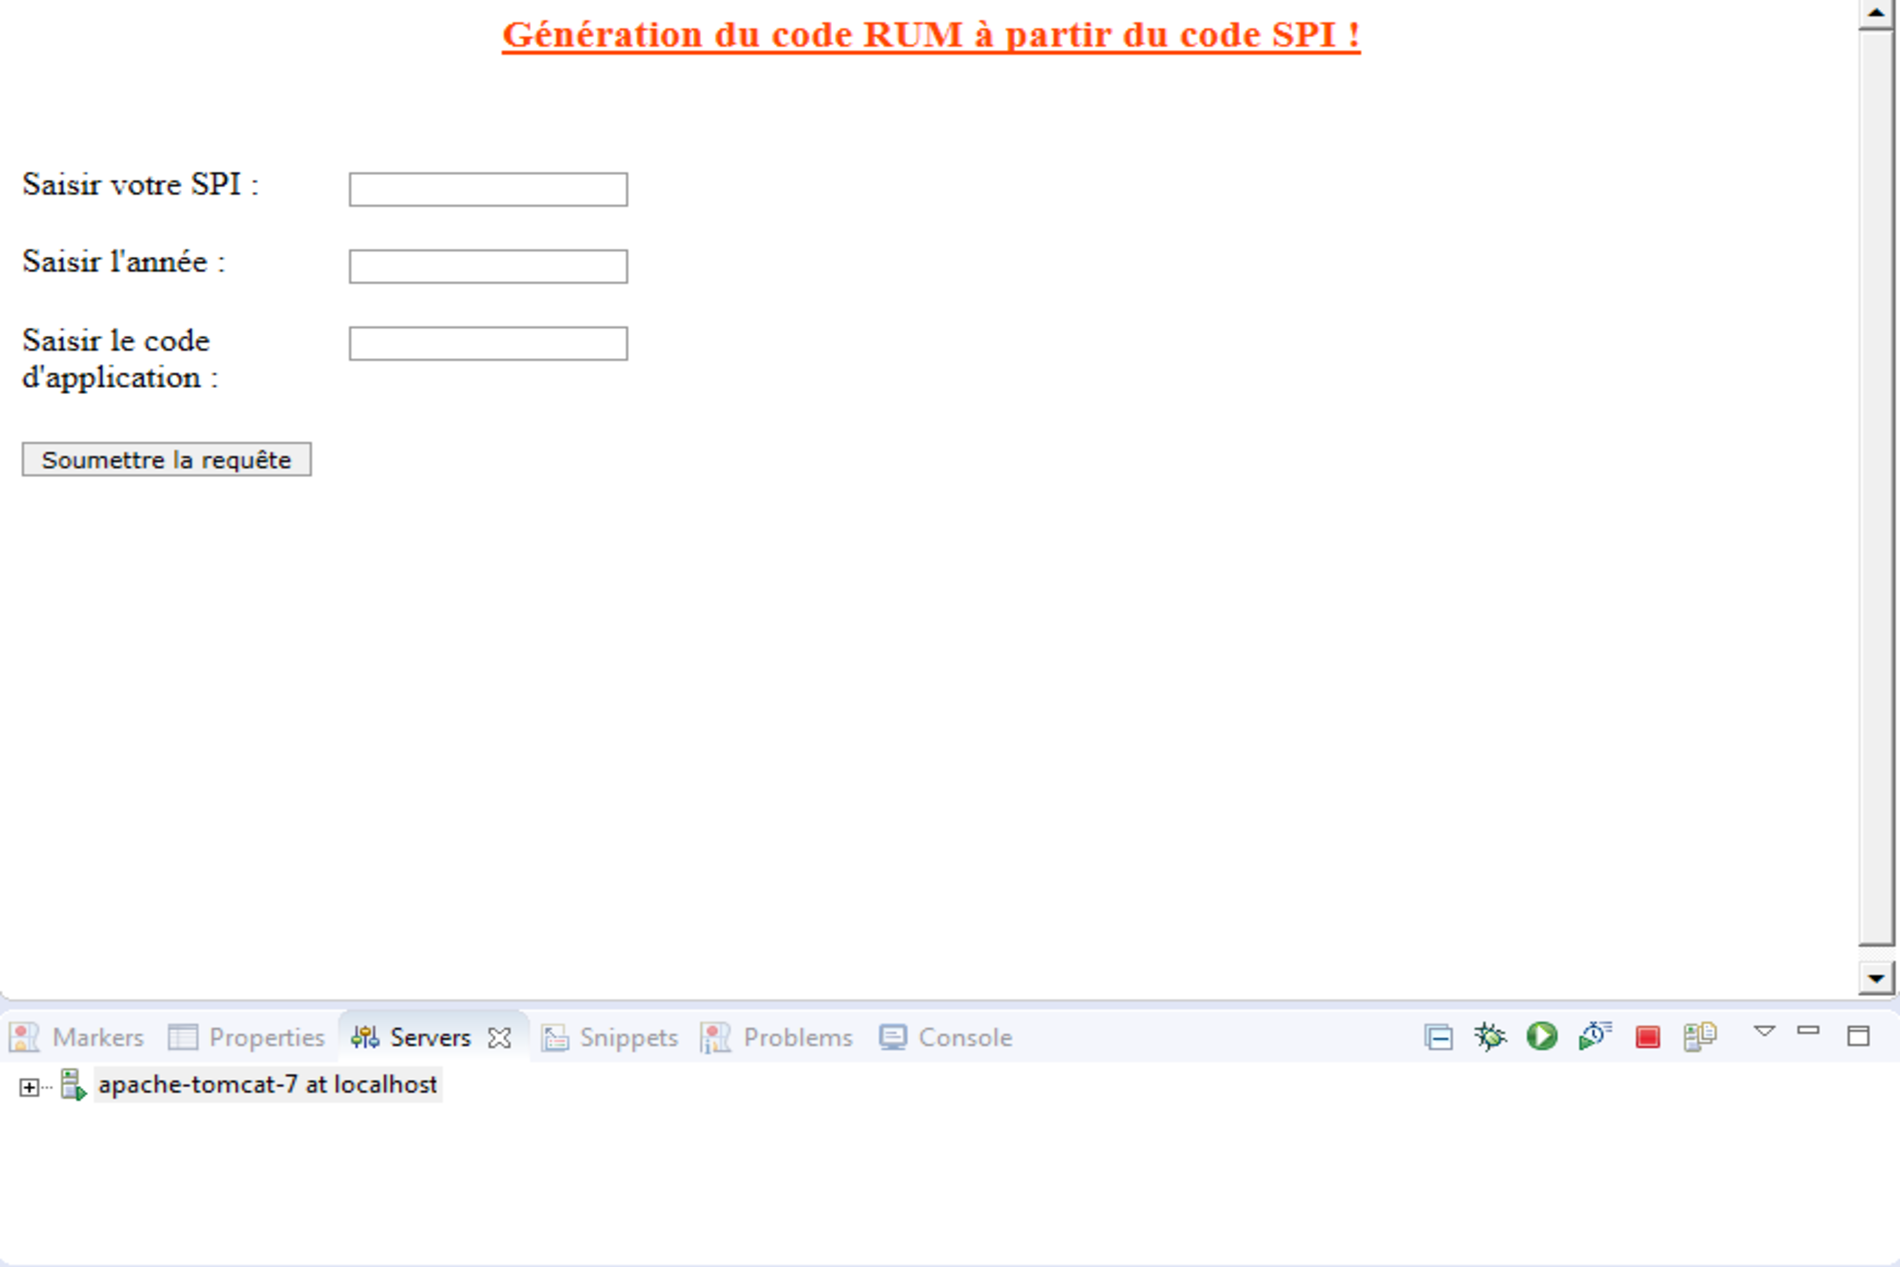 Génération du code RUM à partir du code SPI !
Saisir votre SPI :
Saisir l'année :
Saisir le code
d'application :
Soumettre la requête
Markers Properties Servers Snippets Problems Console
apache-tomcat-7 at localhost